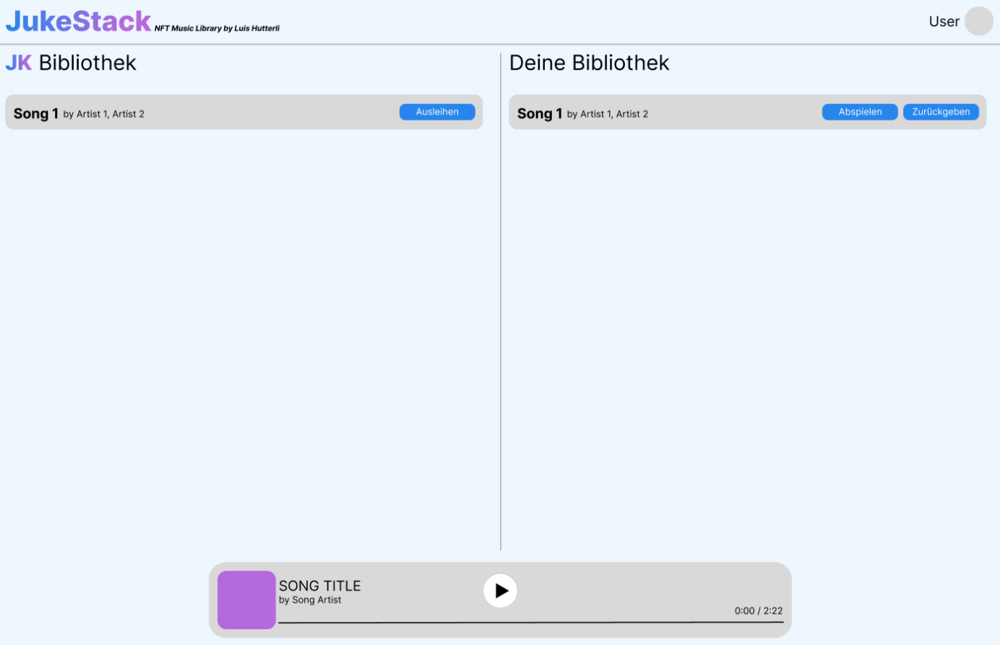 JukeStack NFT Music Library by Luis Hutterli
User
JK Bibliothek
Song 1 by Artist 1, Artist 2
Ausleihen
Deine Bibliothek
Song 1 by Artist 1, Artist 2
Abspielen
Zurückgeben
SONG TITLE
by Song Artist
0:00 / 2:22